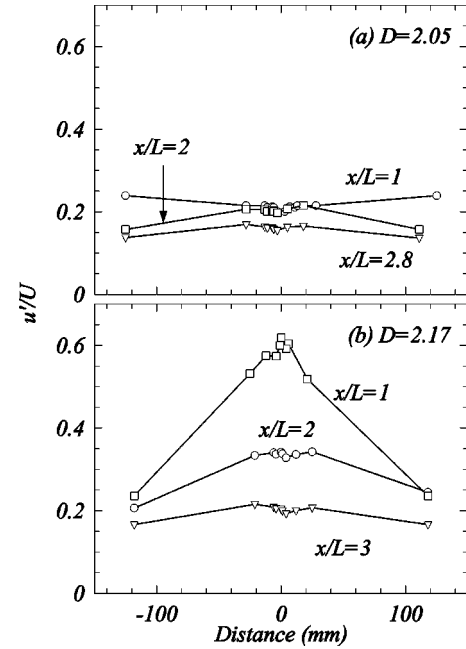 (a) D=2.05
0.6
0.4
x/L=2
x/L=1
0.2
x/L=2.8
0
u'/U
(b) D=2.17
0.6
x/L=1
0.4
x/L=2
0.2
x/L=3
0
-100 0 100
Distance (mm)